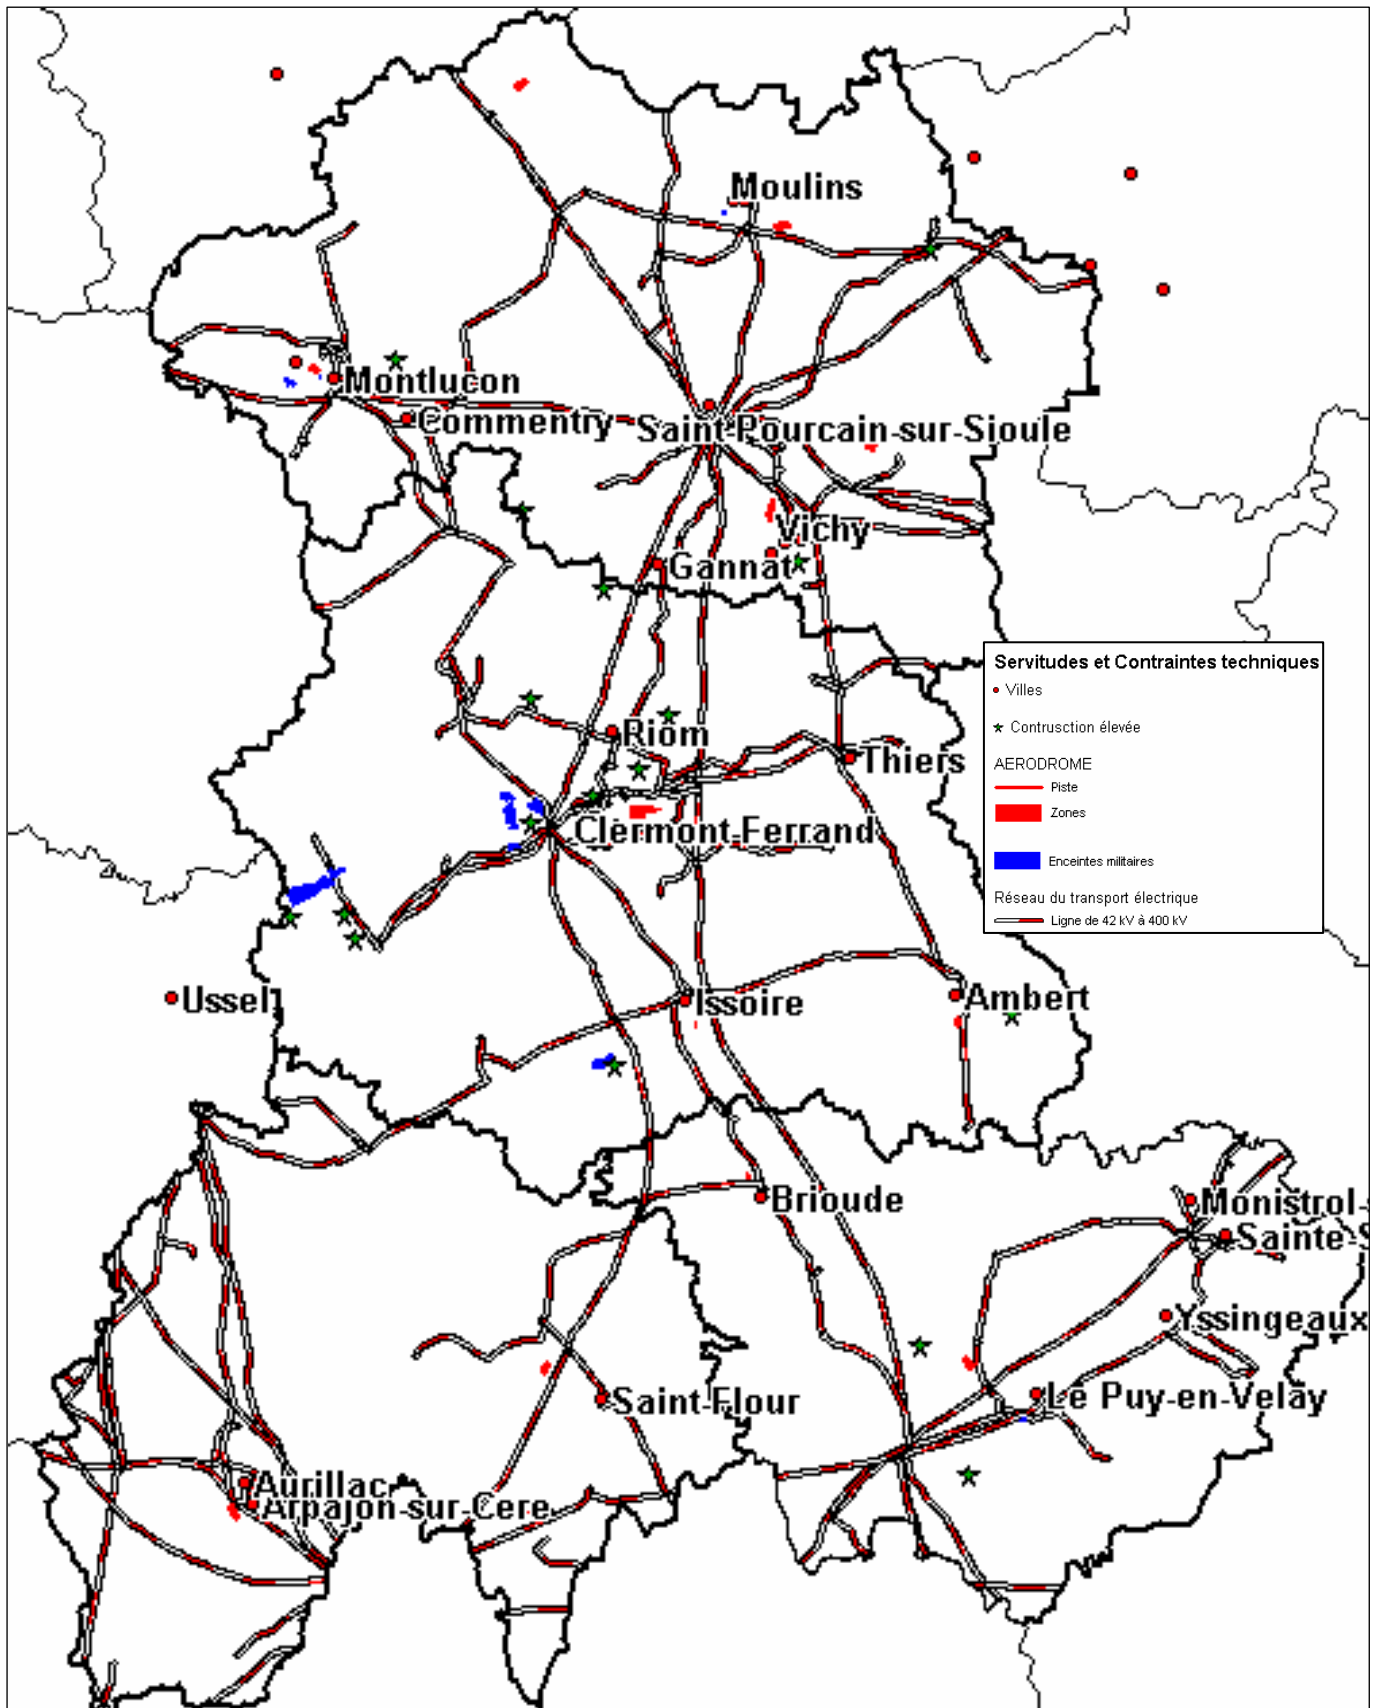 Moulins
Montlucon
Commentry
Saint-Pourcain-sur-Sioule
Vichy
Gannat
Servitudes et Contraintes techniques
Villes
Contrusction élevée
AERODROME
Piste
Zones
Enceintes militaires
Réseau du transport électrique
Ligne de 42 kV à 400 kV
Riom
Thiers
Clermont-Ferrand
Ussel
Issoire
Ambert
Brioude
Monistrol-s
Sainte-S
Yssingeaux
Le Puy-en-Velay
Saint-Flour
Aurillac
Arpajon-sur-Cere